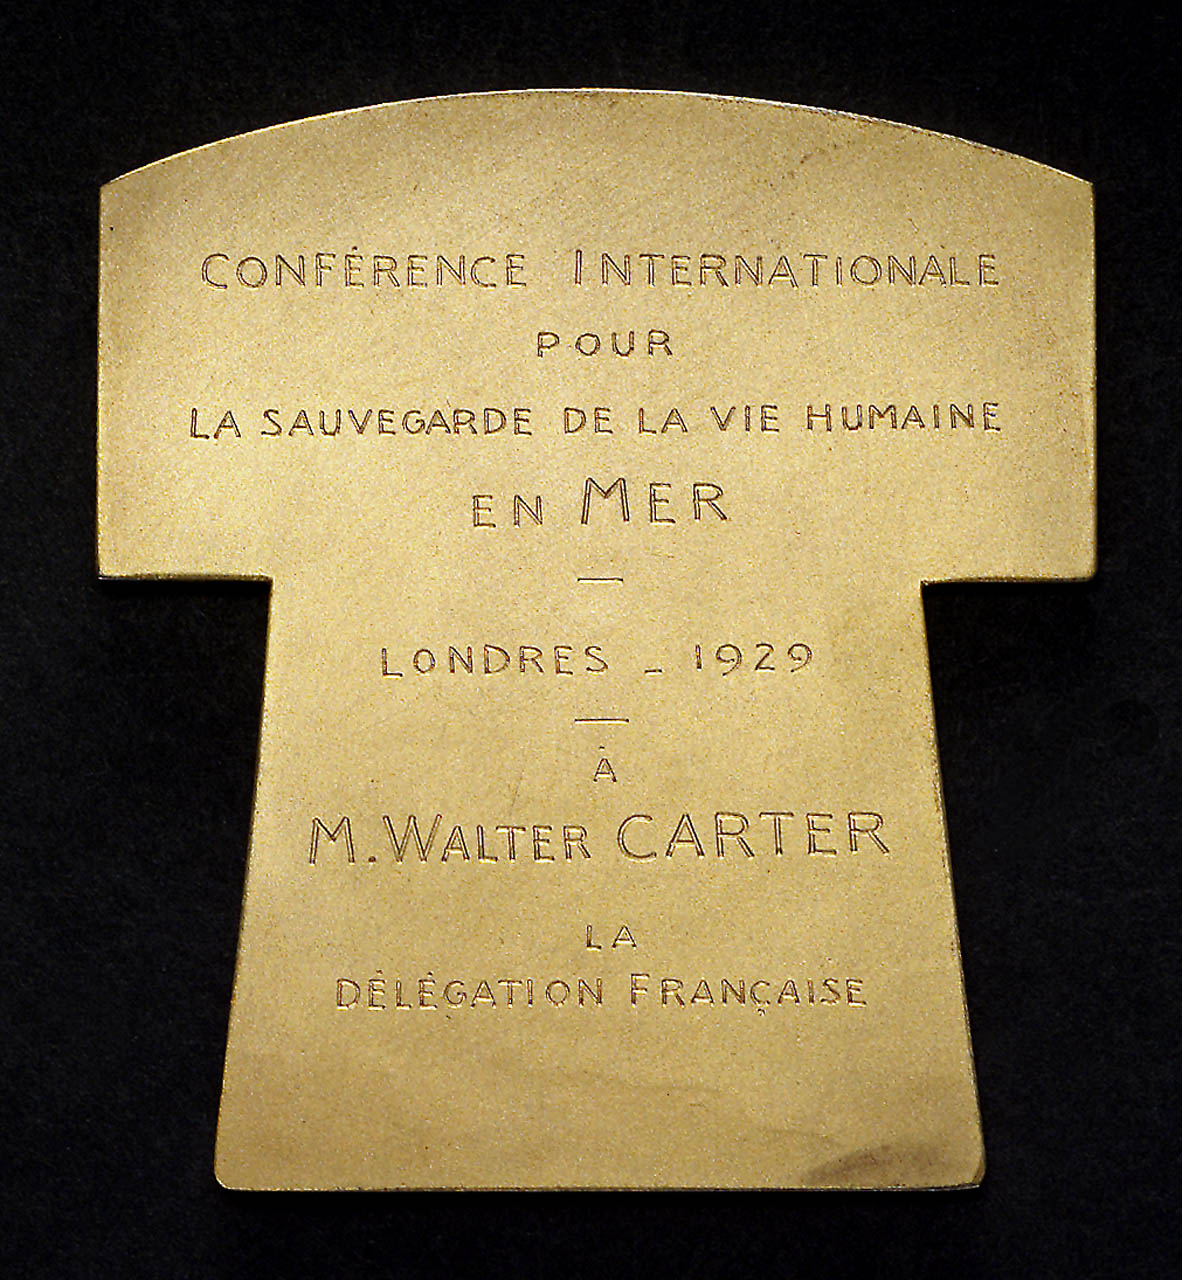 CONFÉRENCE INTERNATIONALE
POUR
LA SAUVEGARDE DE LA VIE HUMAINE
EN MER
—
LONDRES _ 1929
—
À
M. WALTER CARTER
LA
DÉLÉGATION FRANÇAISE